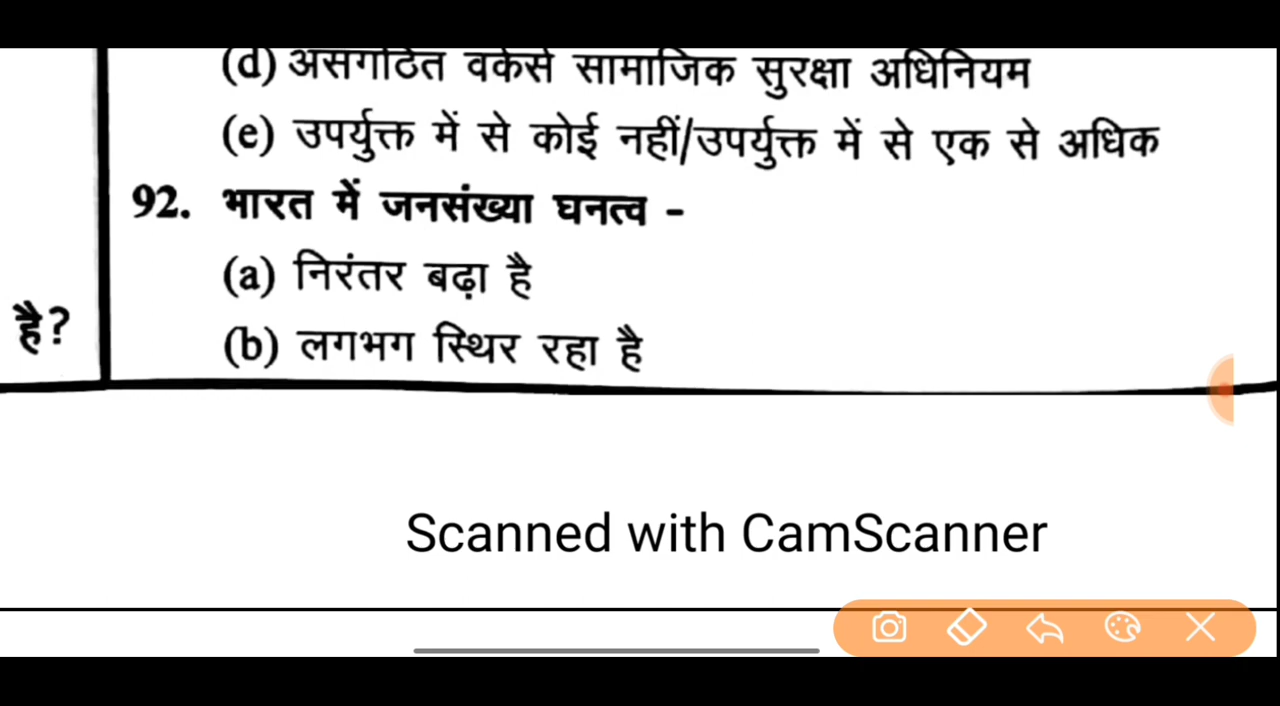 (d) असंगठित वर्कर्स सामाजिक सुरक्षा अधिनियम
(e) उपर्युक्त में से कोई नहीं/उपर्युक्त में से एक से अधिक
92. भारत में जनसंख्या घनत्व -
(a) निरंतर बढ़ा है
है?
(b) लगभग स्थिर रहा है
Scanned with CamScanner